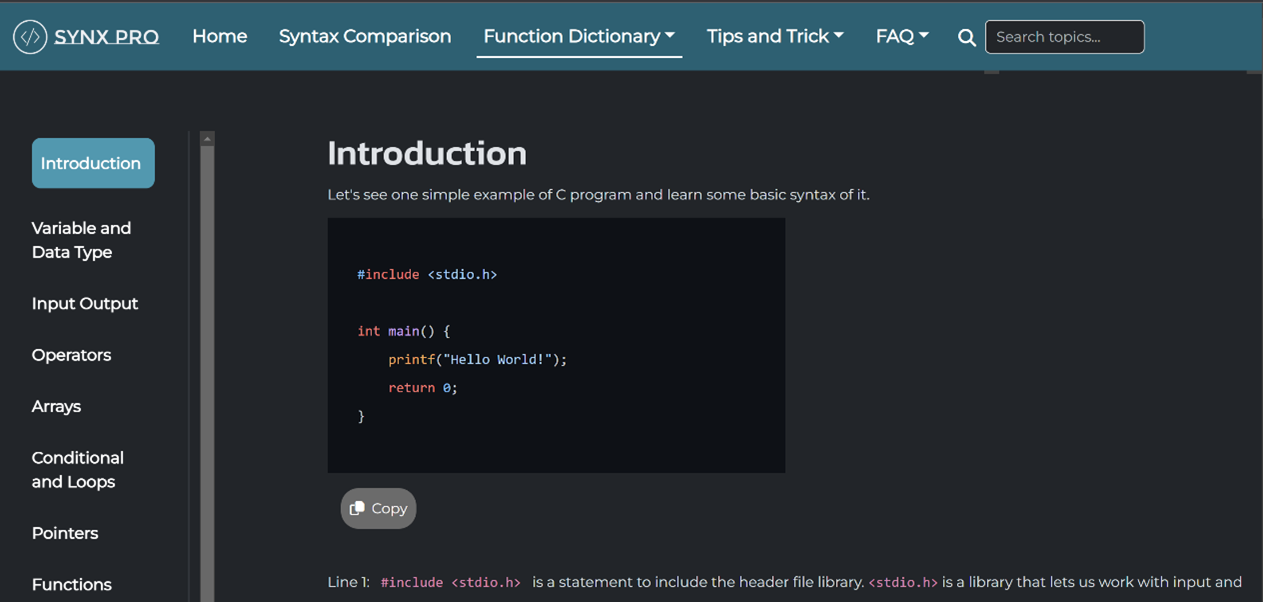 </> SYNX PRO Home Syntax Comparison Function Dictionary Tips and Trick FAQ Search topics...
Introduction
Variable and
Data Type
Input Output
Operators
Arrays
Conditional
and Loops
Pointers
Functions
Introduction
Let's see one simple example of C program and learn some basic syntax of it.
#include <stdio.h>
int main() {
    printf("Hello World!");
    return 0;
}
Copy
Line 1: #include <stdio.h> is a statement to include the header file library. <stdio.h> is a library that lets us work with input and